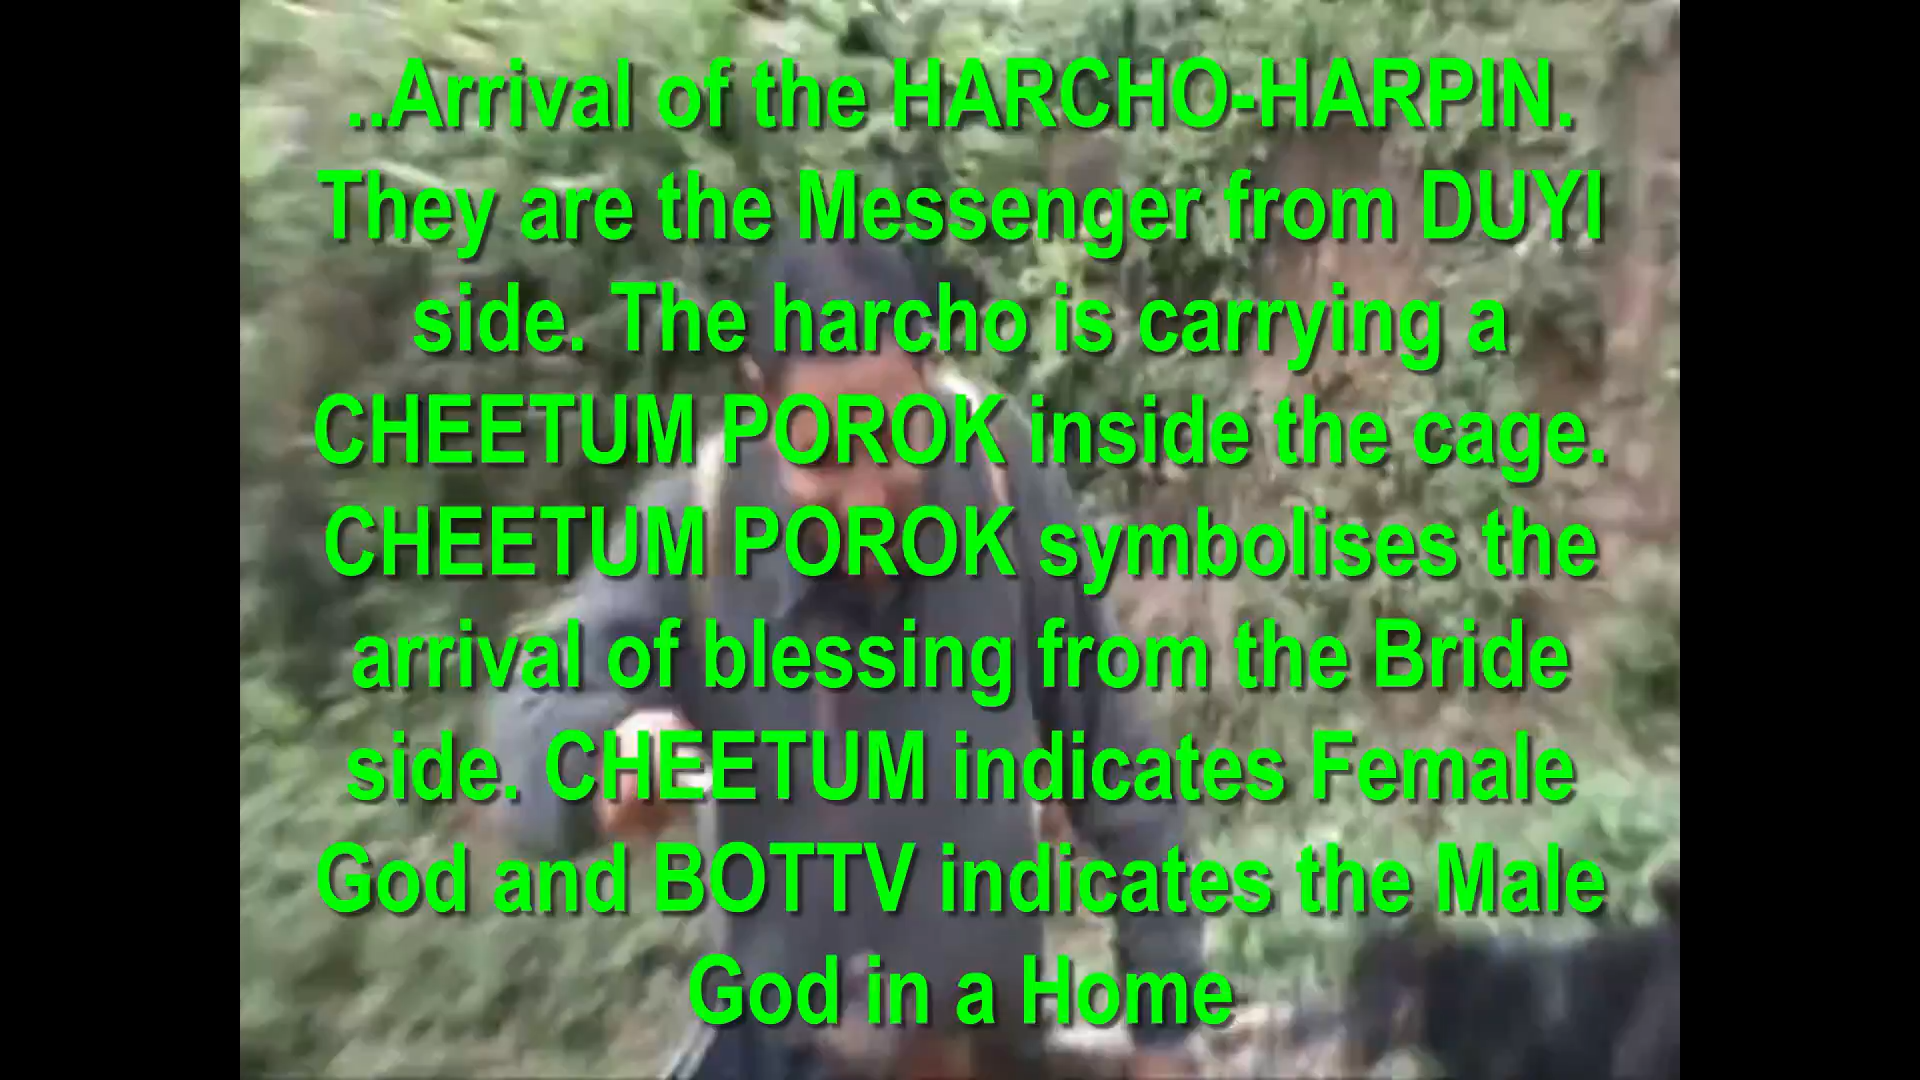 ..Arrival of the HARCHO-HARPIN.
They are the Messenger from DUYI
side. The harcho is carrying a
CHEETUM POROK inside the cage.
CHEETUM POROK symbolises the
arrival of blessing from the Bride
side. CHEETUM indicates Female
God and BOTTV indicates the Male
God in a Home